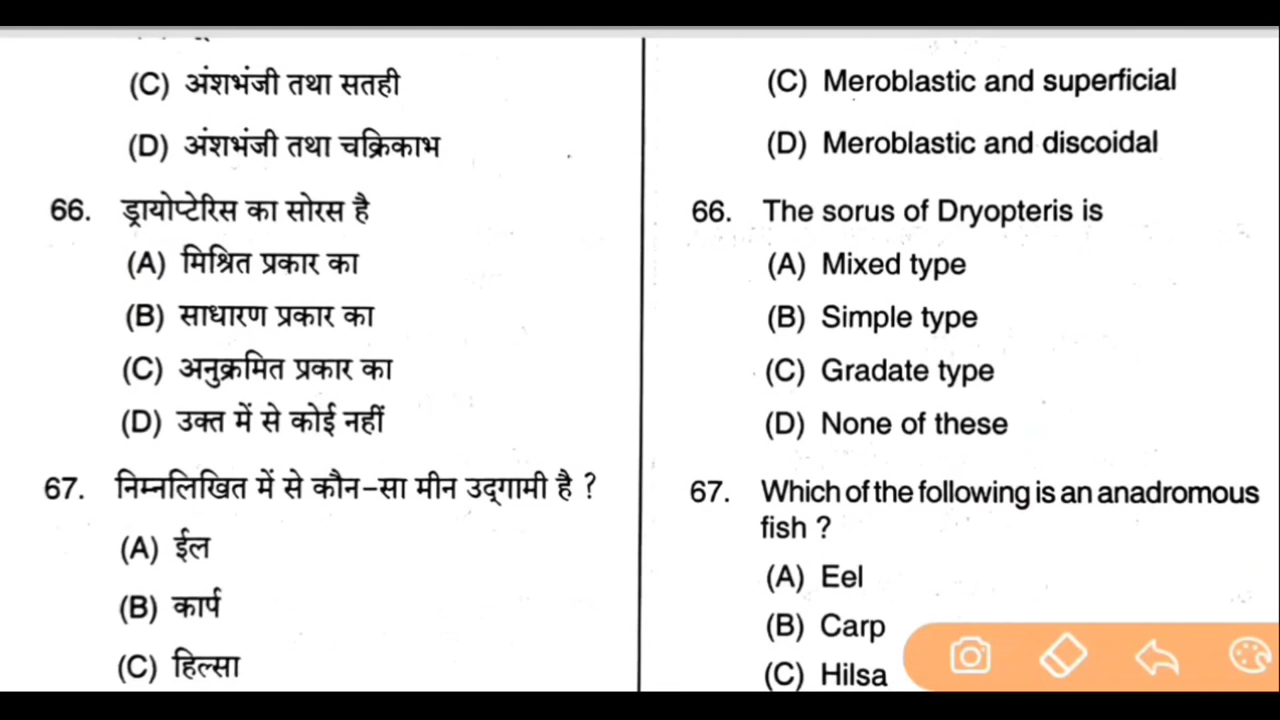 (C) अंशभंजी तथा सतही
(D) अंशभंजी तथा चक्रिकाभ
66. ड्रायोप्टेरिस का सोरस है
(A) मिश्रित प्रकार का
(B) साधारण प्रकार का
(C) अनुक्रमित प्रकार का
(D) उक्त में से कोई नहीं
67. निम्नलिखित में से कौन-सा मीन उद्गामी है ?
(A) ईल
(B) कार्प
(C) हिल्सा
(C) Meroblastic and superficial
(D) Meroblastic and discoidal
66. The sorus of Dryopteris is
(A) Mixed type
(B) Simple type
(C) Gradate type
(D) None of these
67. Which of the following is an anadromous
fish ?
(A) Eel
(B) Carp
(C) Hilsa